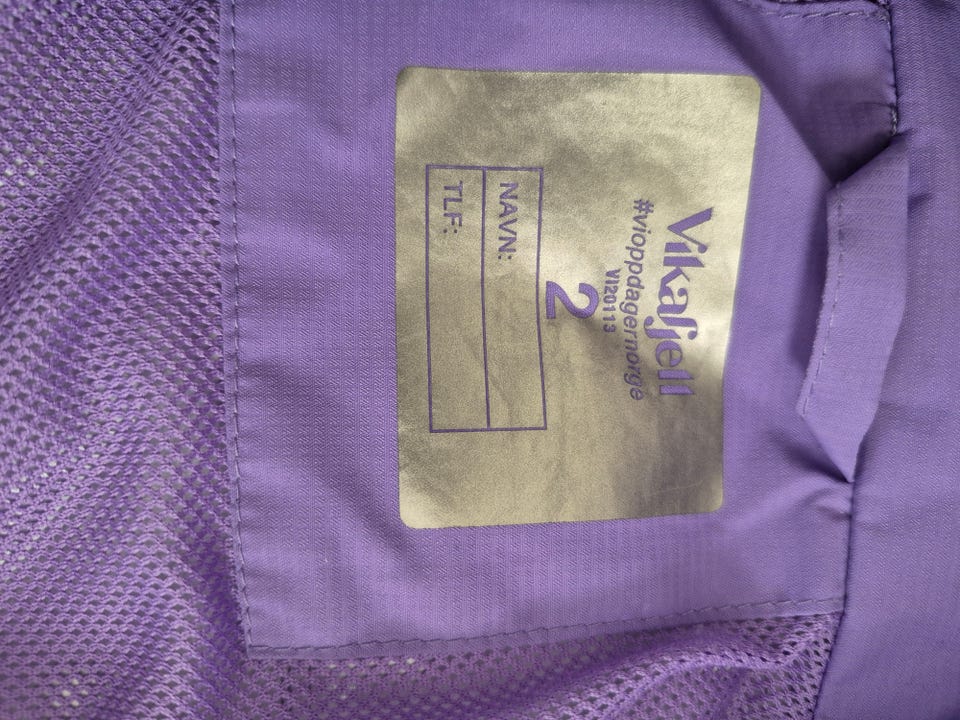 Vikafjell
#vioppdagernorge
VI20113
2
NAVN:
TLF: